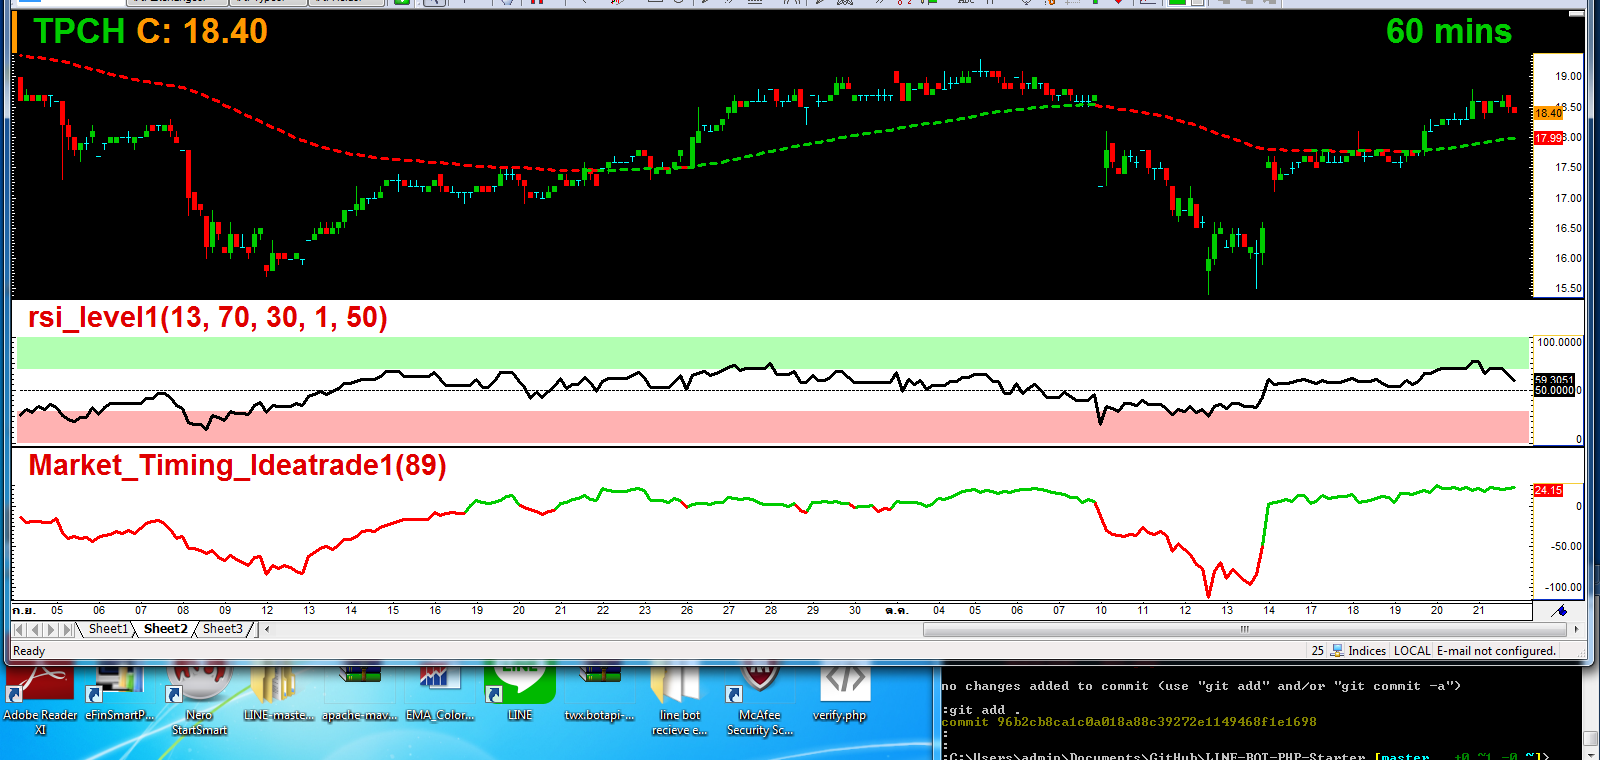 TPCH C: 18.40
60 mins
19.00
18.40
17.99
17.50
17.00
16.50
16.00
15.50
rsi_level1(13, 70, 30, 1, 50)
100.0000
59.3051
50.0000
0
Market_Timing_Ideatrade1(89)
24.15
0
-50.00
-100.00
ก.ย. 05 06 07 08 09 12 13 14 15 16 19 20 21 22 23 26 27 28 29 30 ต.ค. 04 05 06 07 10 11 12 13 14 17 18 19 20 21
Sheet1 Sheet2 Sheet3
Ready
25 Indices LOCAL E-mail not configured.
Adobe Reader XI
eFinSmartP...
Nero StartSmart
LINE-maste...
apache-mav...
EMA_Color...
LINE
twx.botapi-...
line bot recieve e...
McAfee Security Sc...
verify.php
no changes added to commit (use "git add" and/or "git commit -a")
:git add .
commit 96b2cb8ca1c0a018a88c39272e1149468f1e1698
:
:
:C:\Users\admin\Documents\GitHub\LINE-BOT-PHP-Starter [master